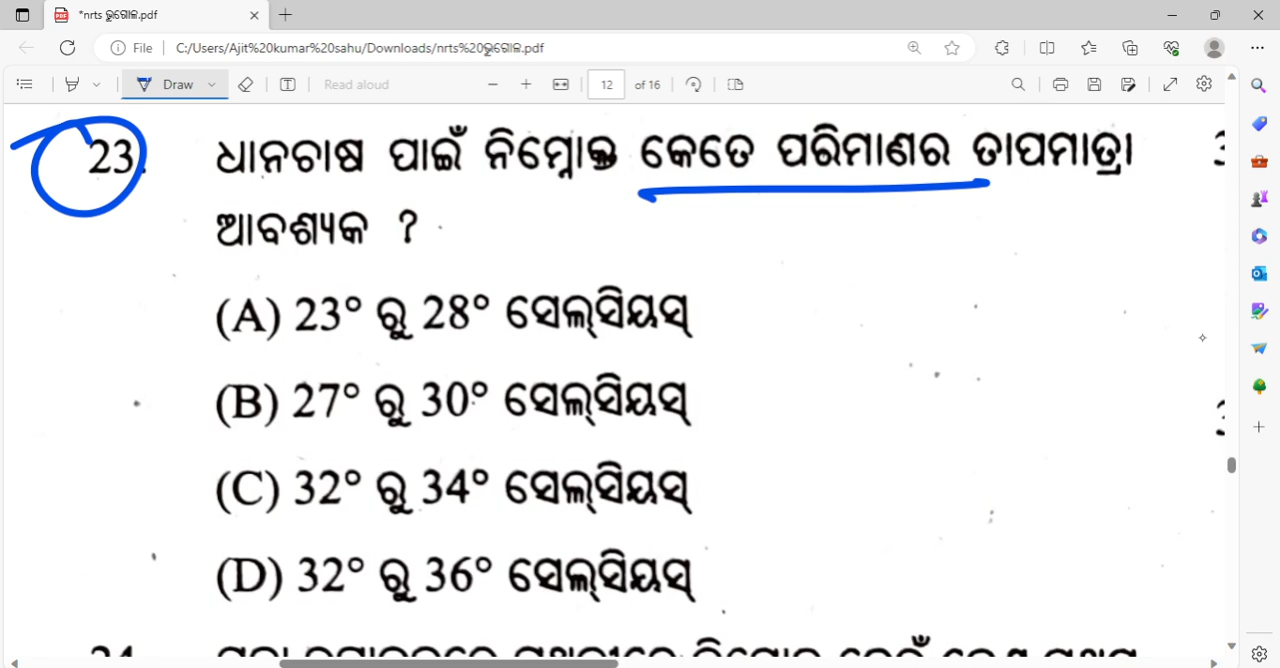 *nrts ଭୂଗୋଳ.pdf
File C:/Users/Ajit%20kumar%20sahu/Downloads/nrts%20ଭୂଗୋଳ.pdf
Draw Read aloud 12 of 16
23. ଧାନଚାଷ ପାଇଁ ନିମ୍ନୋକ୍ତ କେତେ ପରିମାଣର ତାପମାତ୍ରା
ଆବଶ୍ୟକ ?
(A) 23° ରୁ 28° ସେଲ୍‌ସିୟସ୍
(B) 27° ରୁ 30° ସେଲ୍‌ସିୟସ୍
(C) 32° ରୁ 34° ସେଲ୍‌ସିୟସ୍
(D) 32° ରୁ 36° ସେଲ୍‌ସିୟସ୍